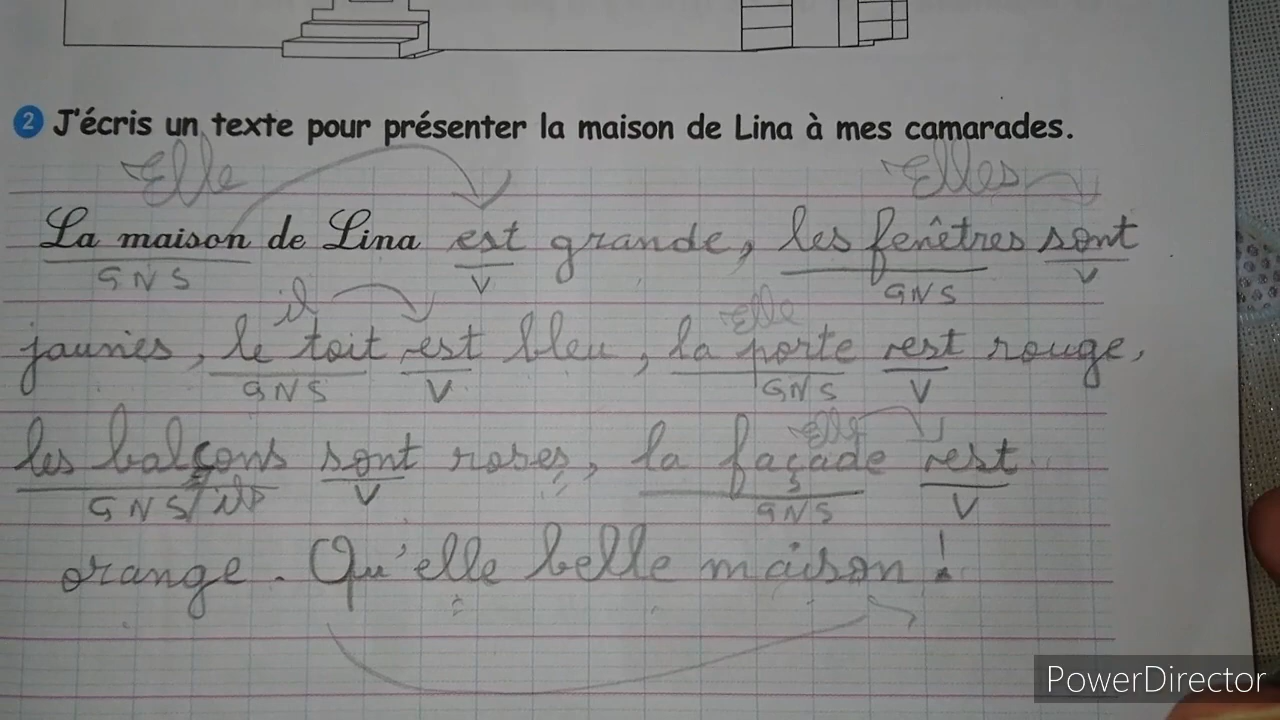 2 J'écris un texte pour présenter la maison de Lina à mes camarades.
Elle Elles
La maison de Lina est grande, les fenêtres sont
GNS V GNS V
il Elle
jaunes, le toit est bleu, la porte est rouge,
GNS V GNS V
Elle
les balçons sont roses, la façade est
GNS/ils V GNS V
orange. Qu'elle belle maison!
PowerDirector